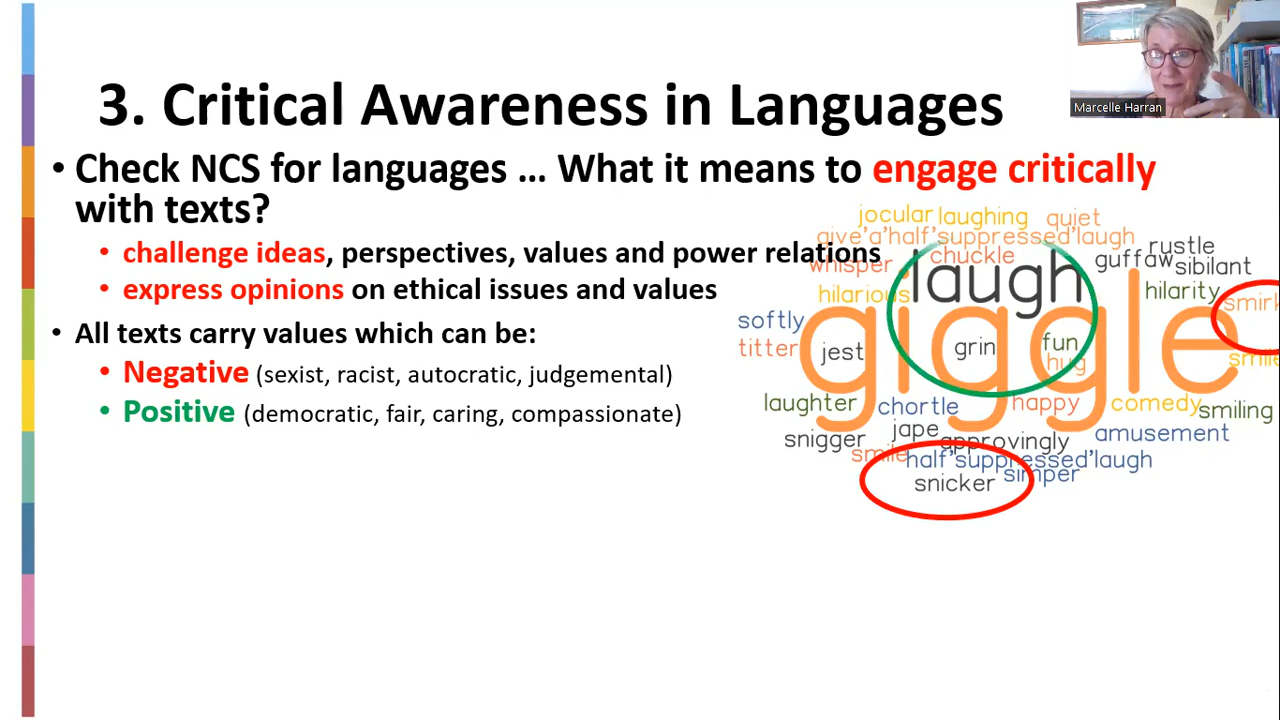 Marcelle Harran
3. Critical Awareness in Languages
• Check NCS for languages ... What it means to engage critically
with texts?
• challenge ideas, perspectives, values and power relations
• express opinions on ethical issues and values
• All texts carry values which can be:
• Negative (sexist, racist, autocratic, judgemental)
• Positive (democratic, fair, caring, compassionate)
jocular laughing quiet
give'a'half'suppressed'laugh
whisper chuckle guffaw rustle
sibilant
laugh
hilarious hilarity smirk
softly
giggle
titter jest grin fun smile
hug
laughter chortle happy comedy smiling
snigger jape approvingly amusement
smile half'suppressed'laugh
snicker simper